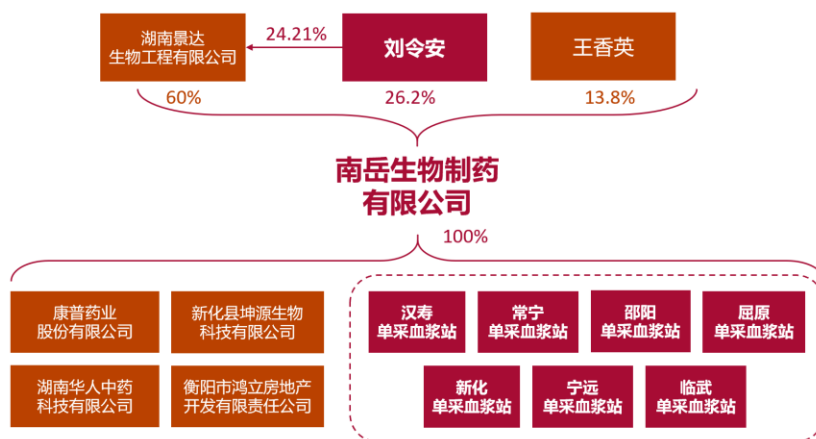 湖南景达
生物工程有限公司
24.21%
刘令安
王香英
60%
26.2%
13.8%
南岳生物制药
有限公司
100%
康普药业
股份有限公司
新化县坤源生物
科技有限公司
汉寿
单采血浆站
常宁
单采血浆站
邵阳
单采血浆站
屈原
单采血浆站
湖南华人中药
科技有限公司
衡阳市鸿立房地产
开发有限责任公司
新化
单采血浆站
宁远
单采血浆站
临武
单采血浆站